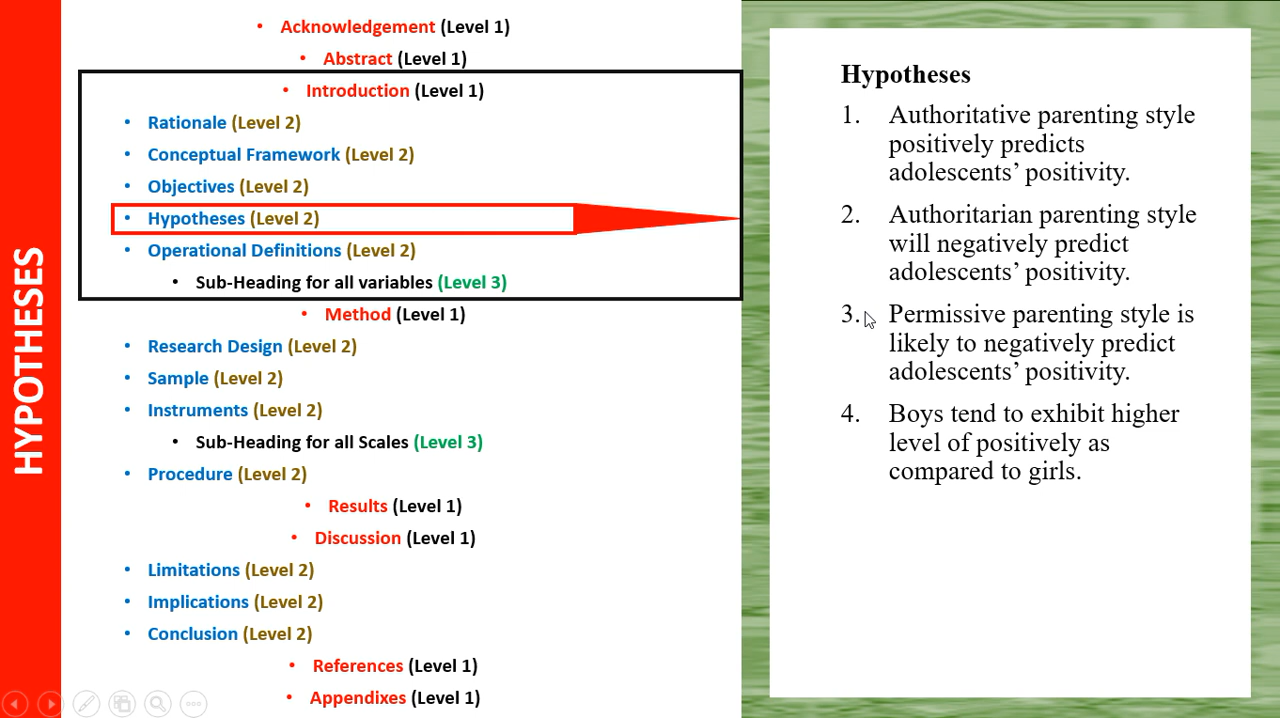 HYPOTHESES
• Acknowledgement (Level 1)
• Abstract (Level 1)
• Introduction (Level 1)
• Rationale (Level 2)
• Conceptual Framework (Level 2)
• Objectives (Level 2)
• Hypotheses (Level 2)
• Operational Definitions (Level 2)
• Sub-Heading for all variables (Level 3)
• Method (Level 1)
• Research Design (Level 2)
• Sample (Level 2)
• Instruments (Level 2)
• Sub-Heading for all Scales (Level 3)
• Procedure (Level 2)
• Results (Level 1)
• Discussion (Level 1)
• Limitations (Level 2)
• Implications (Level 2)
• Conclusion (Level 2)
• References (Level 1)
• Appendixes (Level 1)
Hypotheses
1. Authoritative parenting style
positively predicts
adolescents’ positivity.
2. Authoritarian parenting style
will negatively predict
adolescents’ positivity.
3. Permissive parenting style is
likely to negatively predict
adolescents’ positivity.
4. Boys tend to exhibit higher
level of positively as
compared to girls.